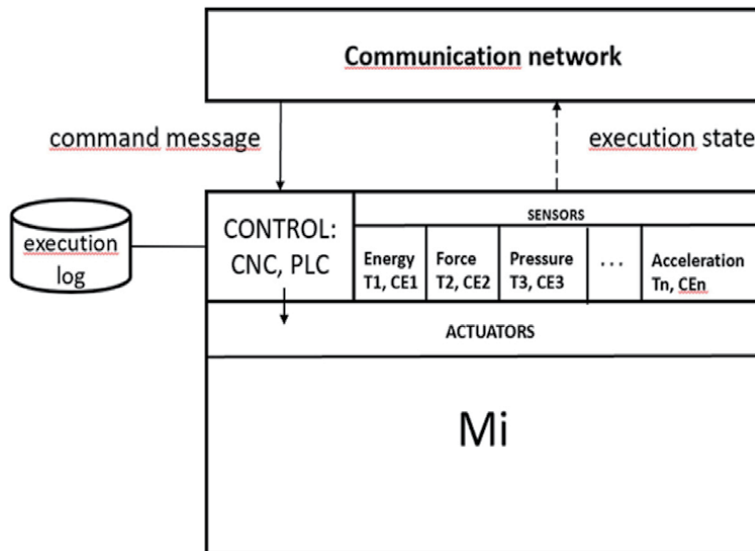 Communication network
command message
execution state
execution
log
CONTROL:
CNC, PLC
SENSORS
Energy
T1, CE1
Force
T2, CE2
Pressure
T3, CE3
...
Acceleration
Tn, CEn
ACTUATORS
Mi